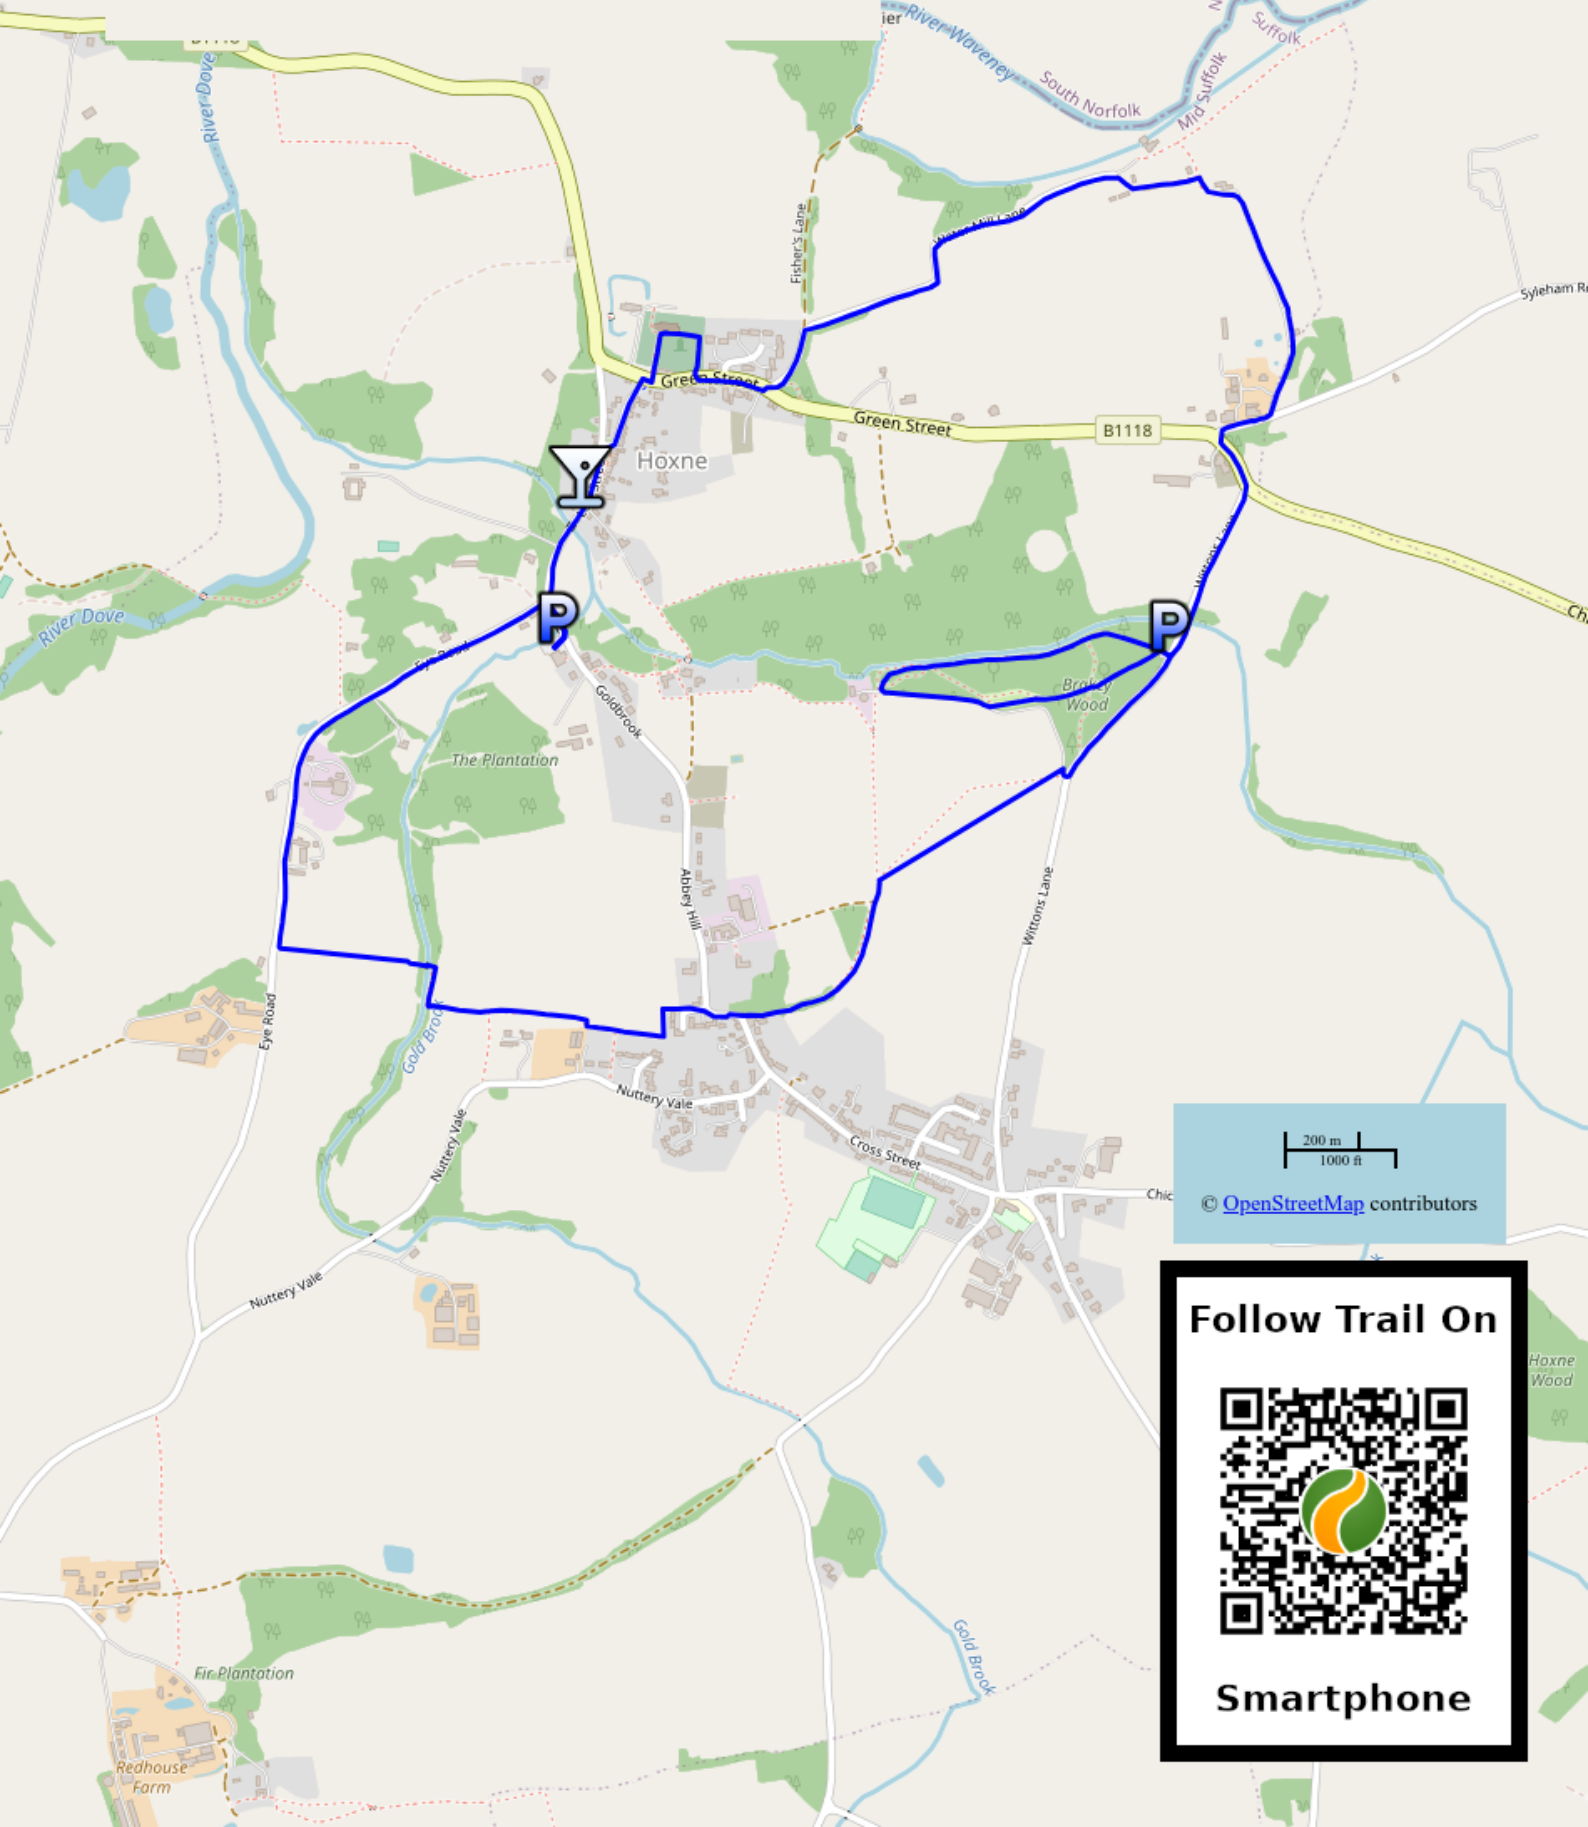 River Waveney
Suffolk
South Norfolk
Mid Suffolk
River Dove
Fisher's Lane
Water Mill Lane
Green Street
Green Street
B1118
Hoxne
Wittons Lane
River Dove
P
P
Eye Road
Goldbrook
Brakey
Wood
The Plantation
Abbey Hill
Wittons Lane
Eye Road
Gold Brook
Nuttery Vale
Nuttery Vale
Cross Street
Nuttery Vale
200 m
1000 ft
© OpenStreetMap contributors
Follow Trail On
Smartphone
Hoxne
Wood
Gold Brook
Fir Plantation
Redhouse
Farm